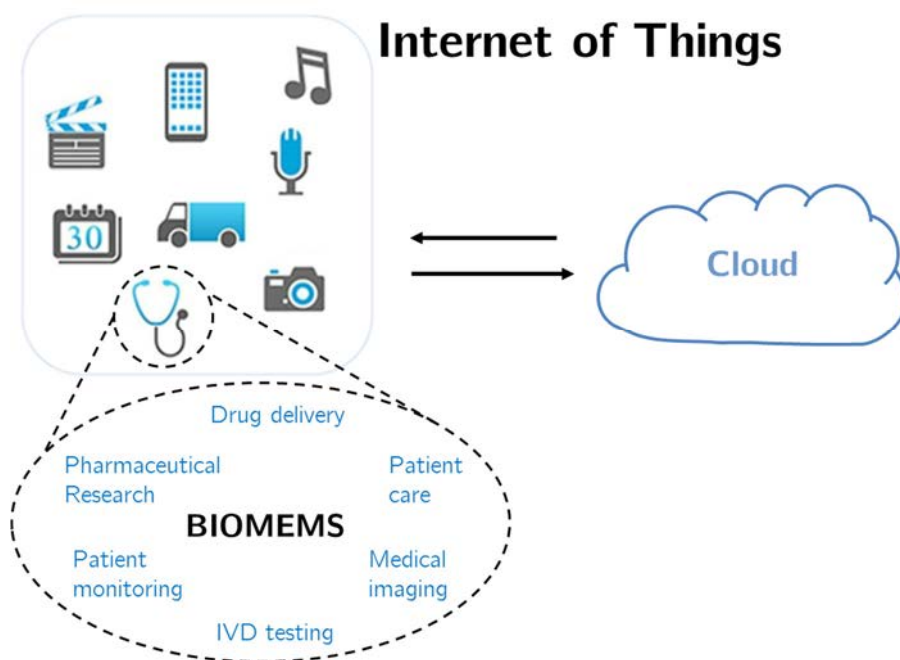 Internet of Things
30
Cloud
Drug delivery
Pharmaceutical
Research
Patient
care
BIOMEMS
Patient
monitoring
Medical
imaging
IVD testing